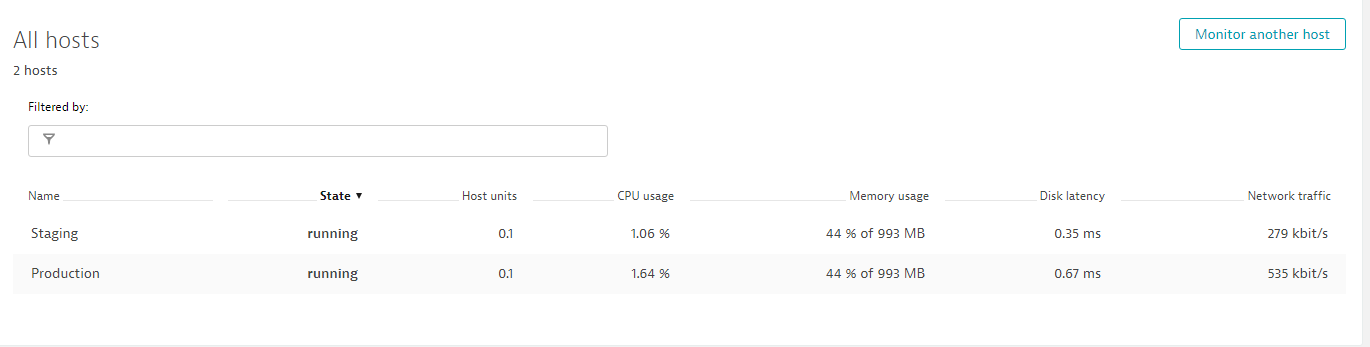 All hosts
Monitor another host
2 hosts
Filtered by:
Name State ▼ Host units CPU usage Memory usage Disk latency Network traffic
Staging running 0.1 1.06 % 44 % of 993 MB 0.35 ms 279 kbit/s
Production running 0.1 1.64 % 44 % of 993 MB 0.67 ms 535 kbit/s